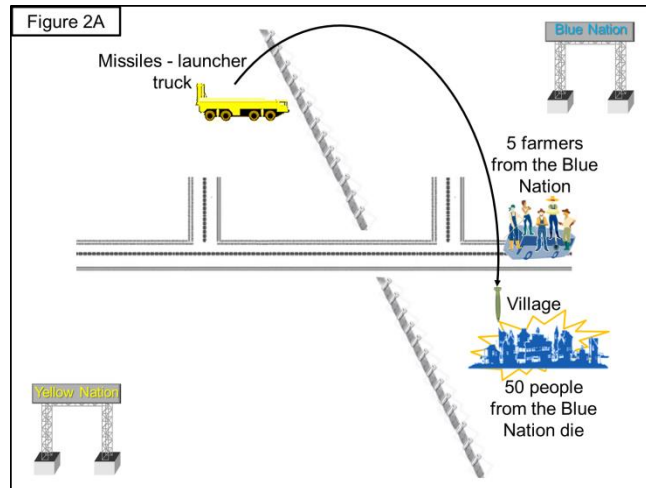 Figure 2A
Blue Nation
Missiles - launcher
truck
5 farmers
from the Blue
Nation
Village
50 people
from the Blue
Nation die
Yellow Nation